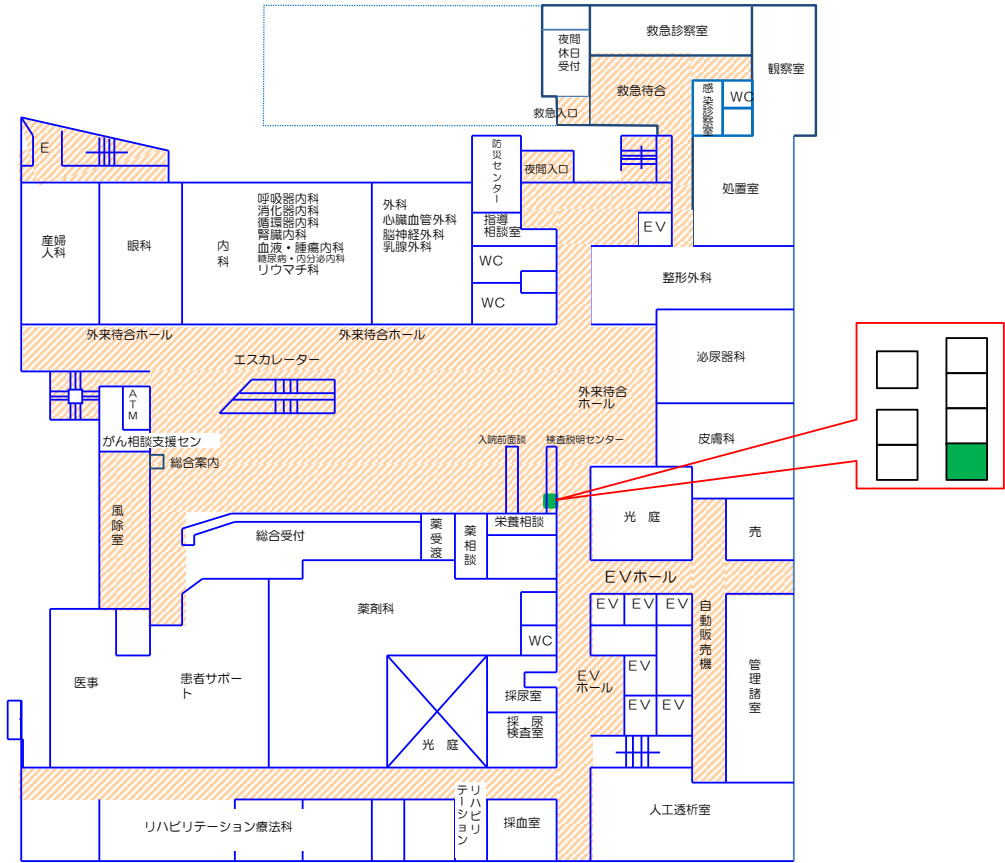 救急診察室
夜間
休日
受付
観察室
救急待合
感染診察室
WC
救急入口
E
防災センター
夜間入口
処置室
呼吸器内科
消化器内科
循環器内科
腎臓内科
血液・腫瘍内科
糖尿病・内分泌内科
リウマチ科
内科
外科
心臓血管外科
脳神経外科
乳腺外科
指導
相談室
EV
産婦
人科
眼科
WC
整形外科
WC
外来待合ホール
外来待合ホール
エスカレーター
泌尿器科
外来待合
ホール
ATM
がん相談支援セン
入院前面談
検査説明センター
皮膚科
総合案内
風除室
総合受付
薬受渡
薬相談
栄養相談
光庭
売
EVホール
薬剤科
EV
EV
EV
自動販売機
WC
医事
患者サポー
ト
採尿室
EV
ホール
EV
管理諸室
採尿
検査室
EV
EV
光庭
リハビリテーション療法科
リハビリ
テーション
採血室
人工透析室